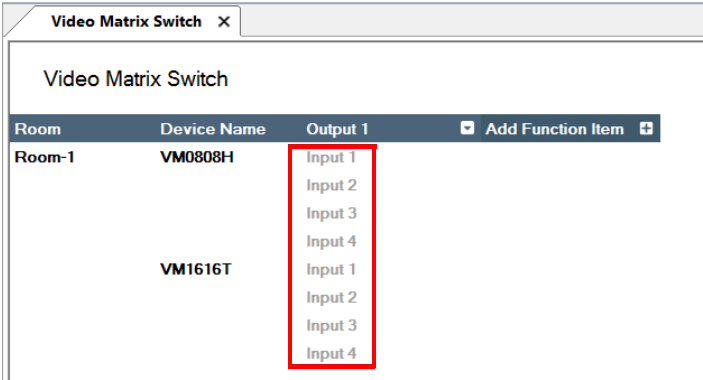 Video Matrix Switch X
Video Matrix Switch
Room Device Name Output 1 Add Function Item
Room-1 VM0808H Input 1
Input 2
Input 3
Input 4
VM1616T Input 1
Input 2
Input 3
Input 4